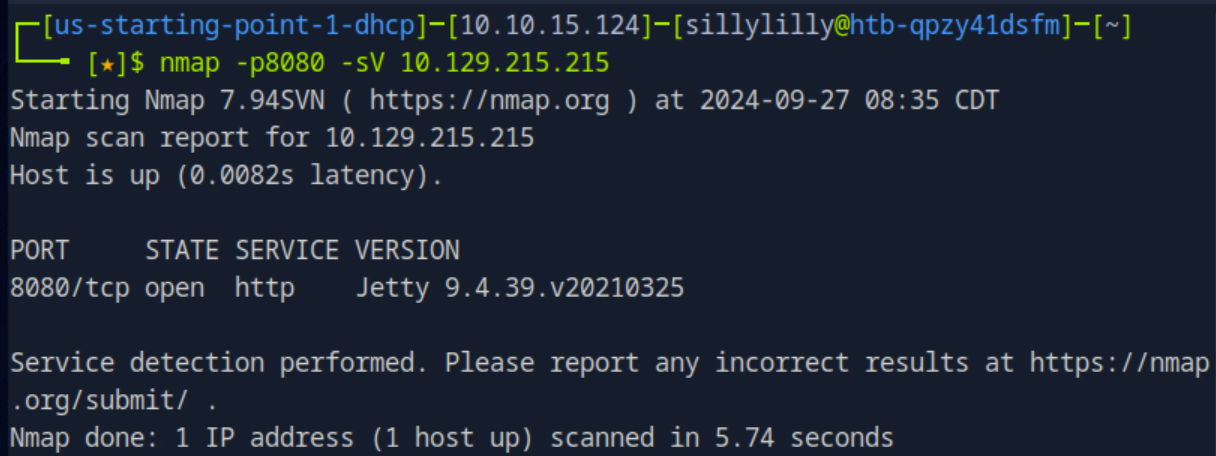 [us-starting-point-1-dhcp]-[10.10.15.124]-[sillylilly@htb-qpzy41dsfm]-[~]
[★]$ nmap -p8080 -sV 10.129.215.215
Starting Nmap 7.94SVN ( https://nmap.org ) at 2024-09-27 08:35 CDT
Nmap scan report for 10.129.215.215
Host is up (0.0082s latency).
PORT     STATE SERVICE VERSION
8080/tcp open  http    Jetty 9.4.39.v20210325
Service detection performed. Please report any incorrect results at https://nmap
.org/submit/ .
Nmap done: 1 IP address (1 host up) scanned in 5.74 seconds